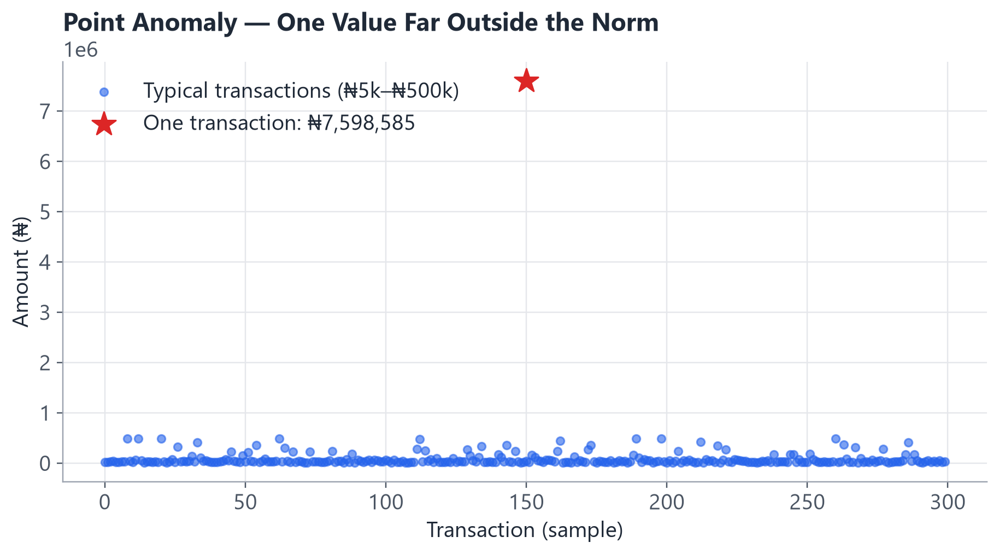 Point Anomaly — One Value Far Outside the Norm
1e6
Typical transactions (₦5k–₦500k)
One transaction: ₦7,598,585
7
6
5
4
3
2
1
0
Amount (₦)
0 50 100 150 200 250 300
Transaction (sample)